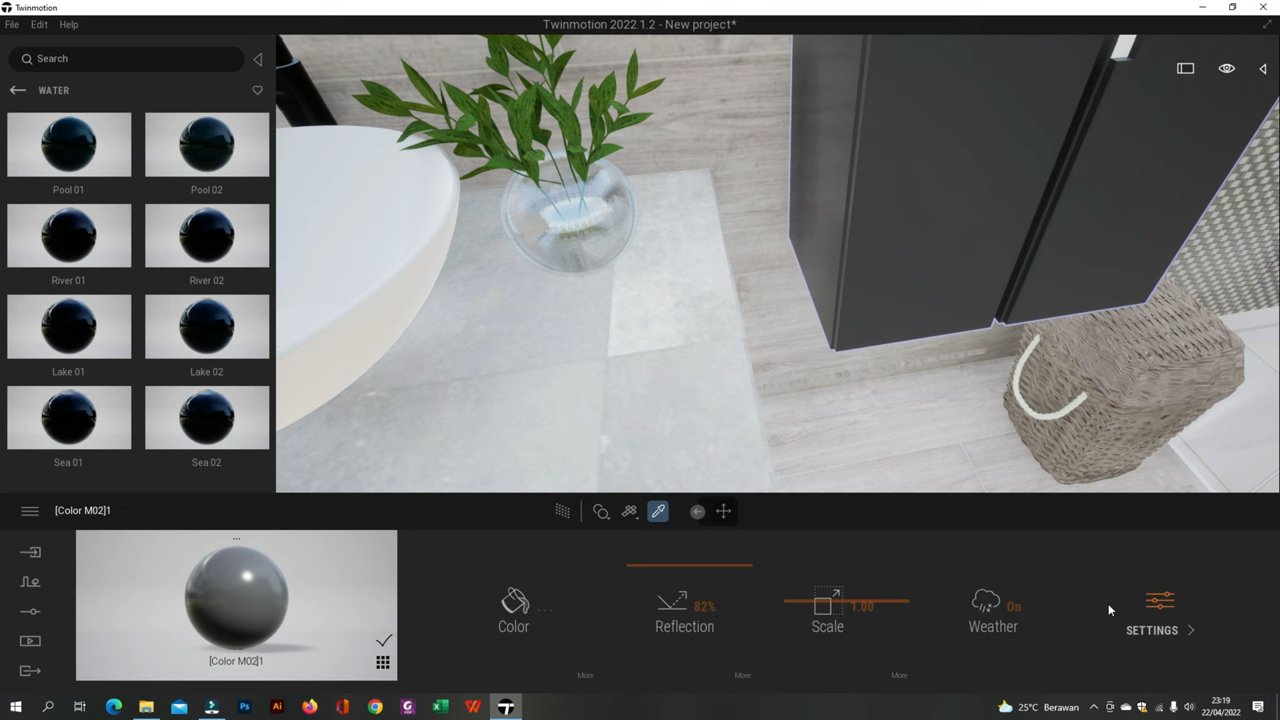 Twinmotion
File Edit Help
Twinmotion 2022.1.2 - New project*
Search
WATER
Pool 01 Pool 02
River 01 River 02
Lake 01 Lake 02
Sea 01 Sea 02
[Color M02]1
...
[Color M02]1
Color ...
Reflection 82%
Scale 1.00
Weather On
SETTINGS
More More More
25°C Berawan
23:19
22/04/2022